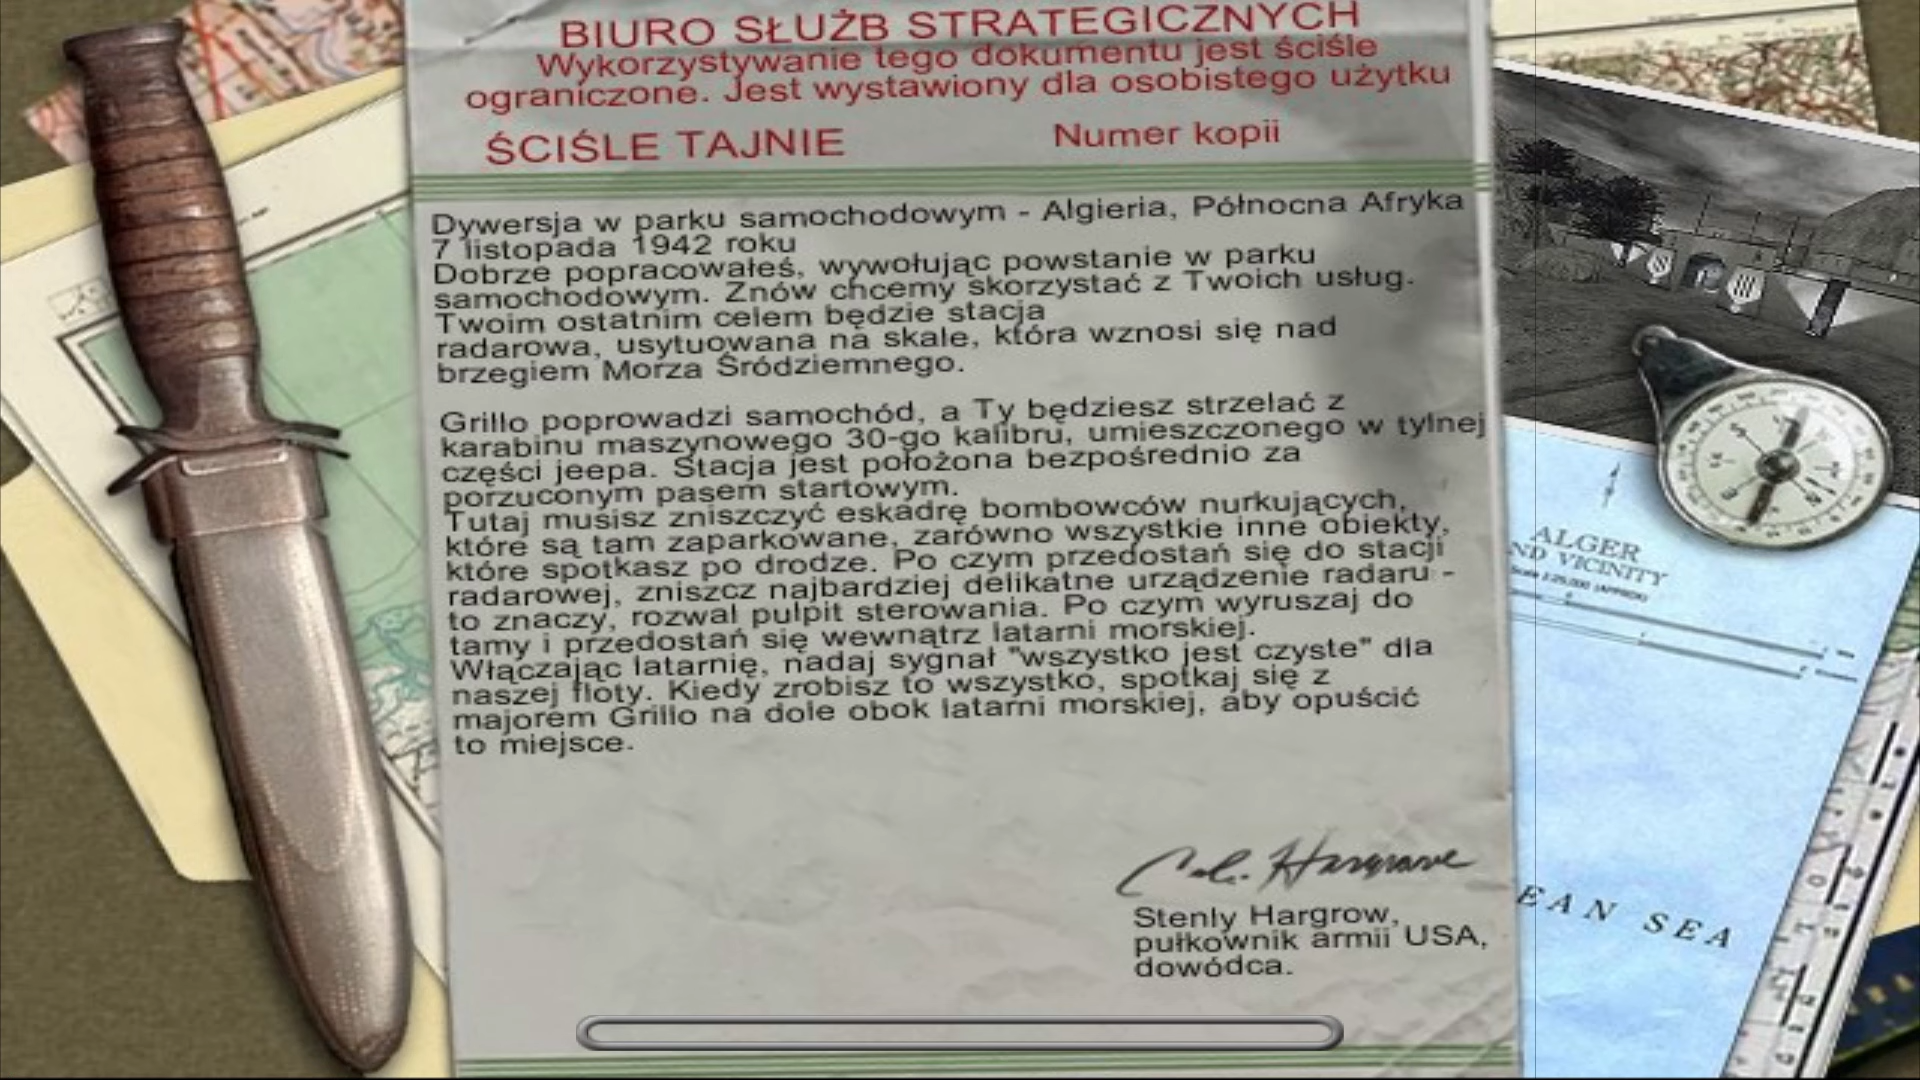 BIURO SŁUŻB STRATEGICZNYCH
Wykorzystywanie tego dokumentu jest ściśle
ograniczone. Jest wystawiony dla osobistego użytku
ŚCIŚLE TAJNIE Numer kopii
Dywersja w parku samochodowym - Algieria, Północna Afryka
7 listopada 1942 roku
Dobrze popracowałeś, wywołując powstanie w parku
samochodowym. Znów chcemy skorzystać z Twoich usług.
Twoim ostatnim celem będzie stacja
radarowa, usytuowana na skale, która wznosi się nad
brzegiem Morza Śródziemnego.
Grillo poprowadzi samochód, a Ty będziesz strzelać z
karabinu maszynowego 30-go kalibru, umieszczonego w tylnej
części jeepa. Stacja jest położona bezpośrednio za
porzuconym pasem startowym.
Tutaj musisz zniszczyć eskadrę bombowców nurkujących,
które są tam zaparkowane, zarówno wszystkie inne obiekty,
które spotkasz po drodze. Po czym przedostań się do stacji
radarowej, zniszcz najbardziej delikatne urządzenie radaru -
to znaczy, rozwal pulpit sterowania. Po czym wyruszaj do
tamy i przedostań się wewnątrz latarni morskiej.
Włączając latarnię, nadaj sygnał "wszystko jest czyste" dla
naszej floty. Kiedy zrobisz to wszystko, spotkaj się z
majorem Grillo na dole obok latarni morskiej, aby opuścić
to miejsce.
Col. Hargrove
Stenly Hargrow,
pułkownik armii USA,
dowódca.
ALGER
ND VICINITY
EAN SEA